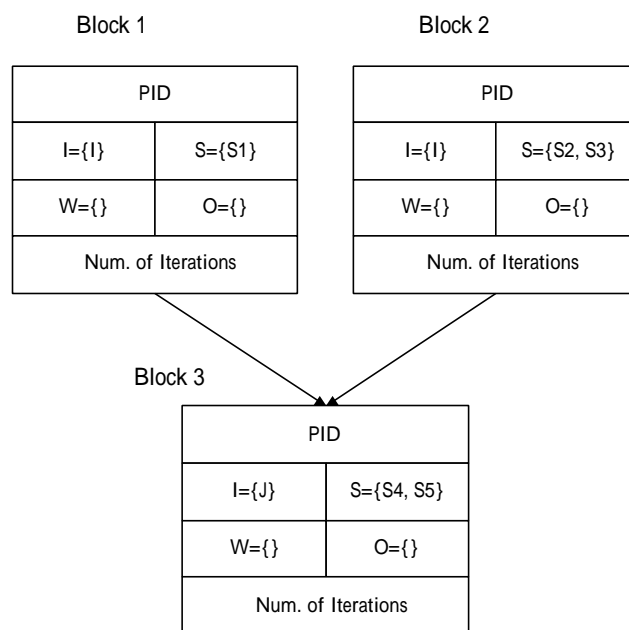 Block 1
Block 2
PID
I={I} S={S1}
W={} O={}
Num. of Iterations
PID
I={I} S={S2, S3}
W={} O={}
Num. of Iterations
Block 3
PID
I={J} S={S4, S5}
W={} O={}
Num. of Iterations